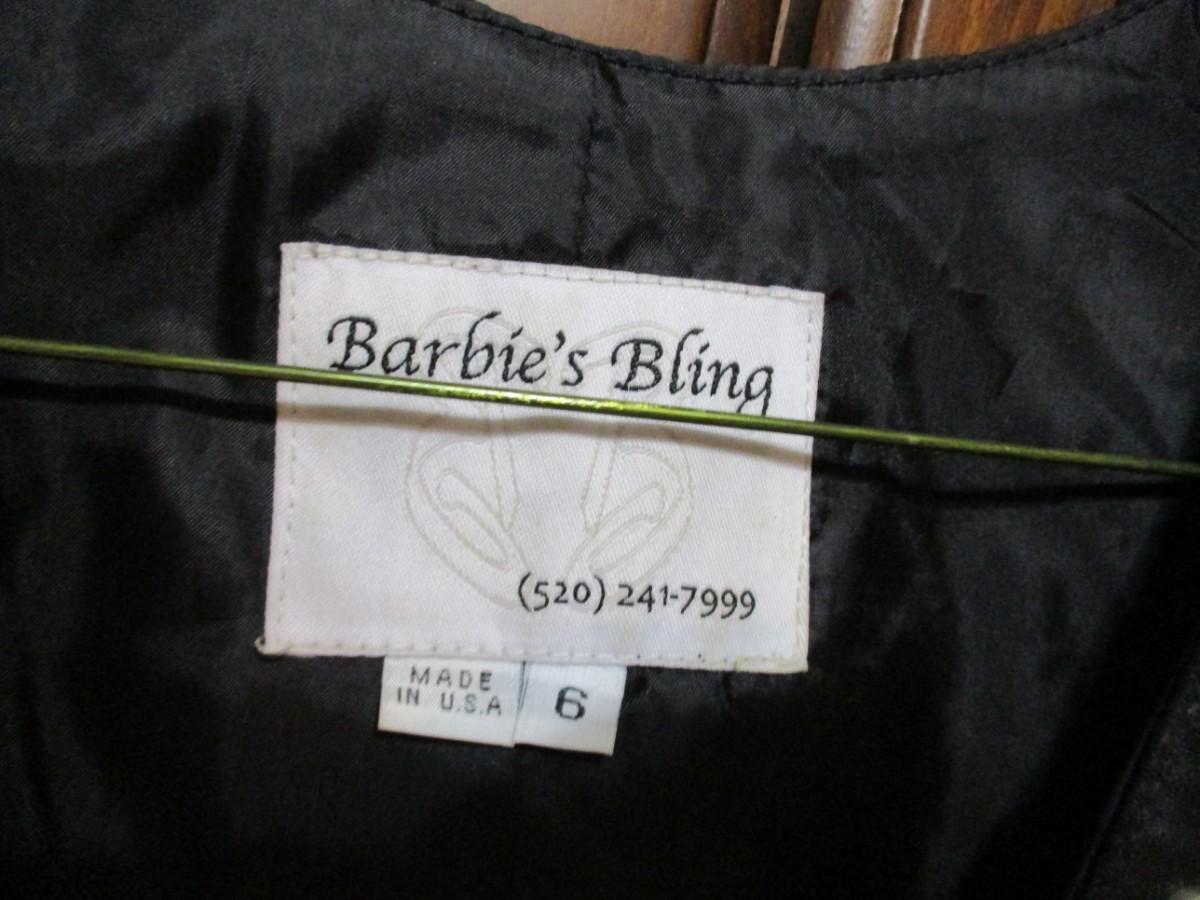 Barbie's Bling
(520) 241-7999
MADE
IN U.S.A
6